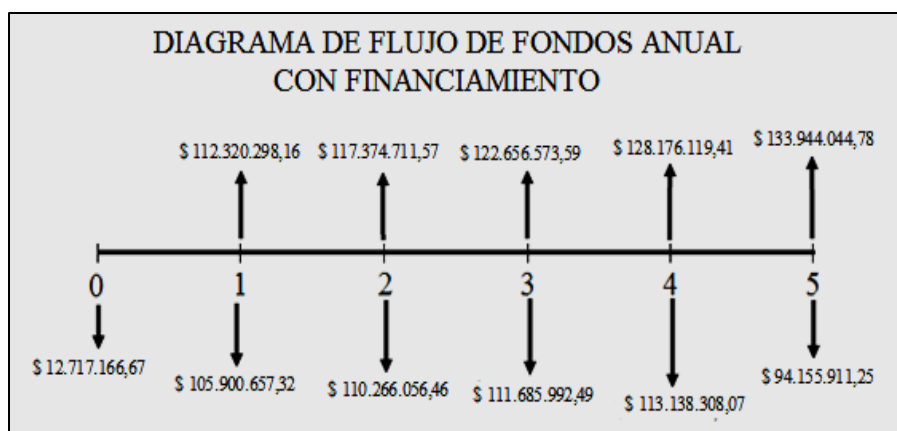 DIAGRAMA DE FLUJO DE FONDOS ANUAL
CON FINANCIAMIENTO
$ 112.320.298,16 $ 117.374.711,57 $ 122.656.573,59 $ 128.176.119,41 $ 133.944.044,78
0 1 2 3 4 5
$ 12.717.166,67 $ 105.900.657,32 $ 110.266.056,46 $ 111.685.992,49 $ 113.138.308,07 $ 94.155.911,25